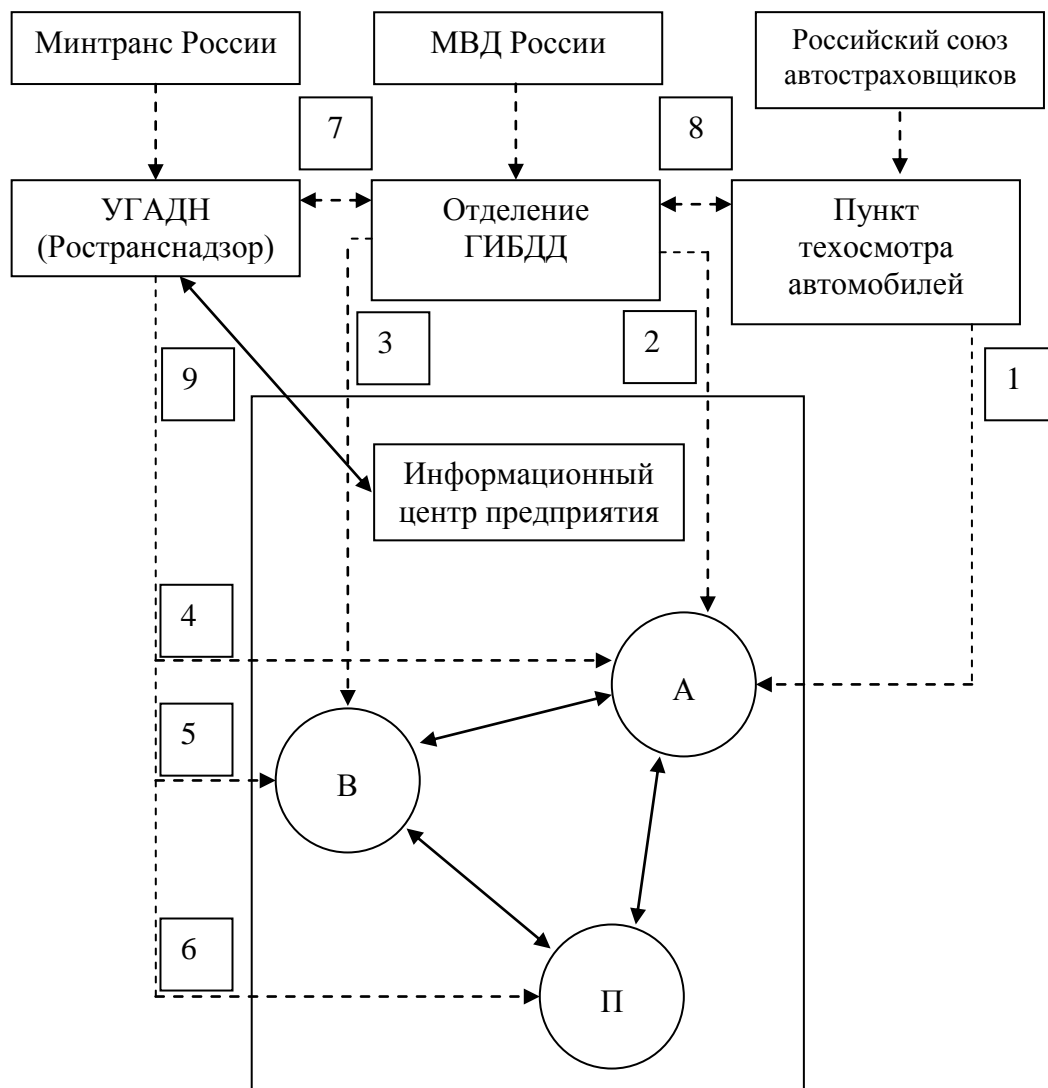 Минтранс России
МВД России
Российский союз
автостраховщиков
7
8
УГАДН
(Ространснадзор)
Отделение
ГИБДД
Пункт
техосмотра
автомобилей
9
3
2
1
Информационный
центр предприятия
4
А
5
В
6
П